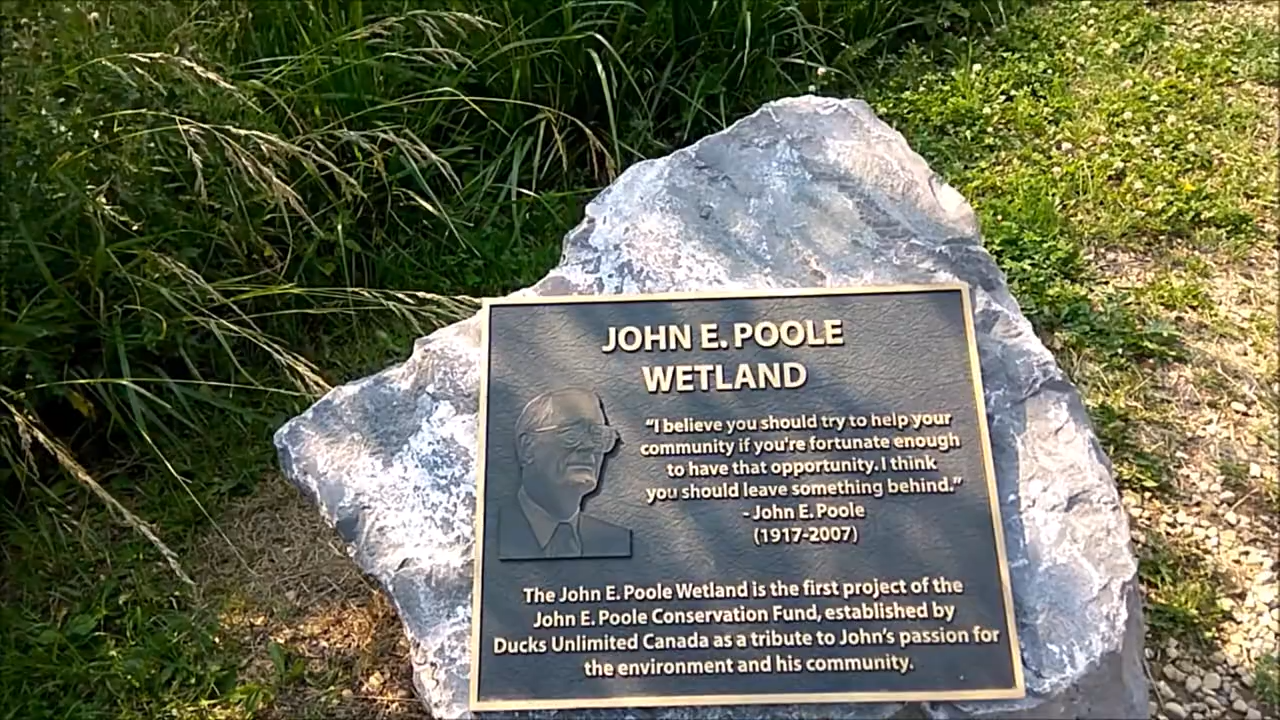 JOHN E. POOLE
WETLAND
"I believe you should try to help your
community if you're fortunate enough
to have that opportunity. I think
you should leave something behind."
- John E. Poole
(1917-2007)
The John E. Poole Wetland is the first project of the
John E. Poole Conservation Fund, established by
Ducks Unlimited Canada as a tribute to John's passion for
the environment and his community.